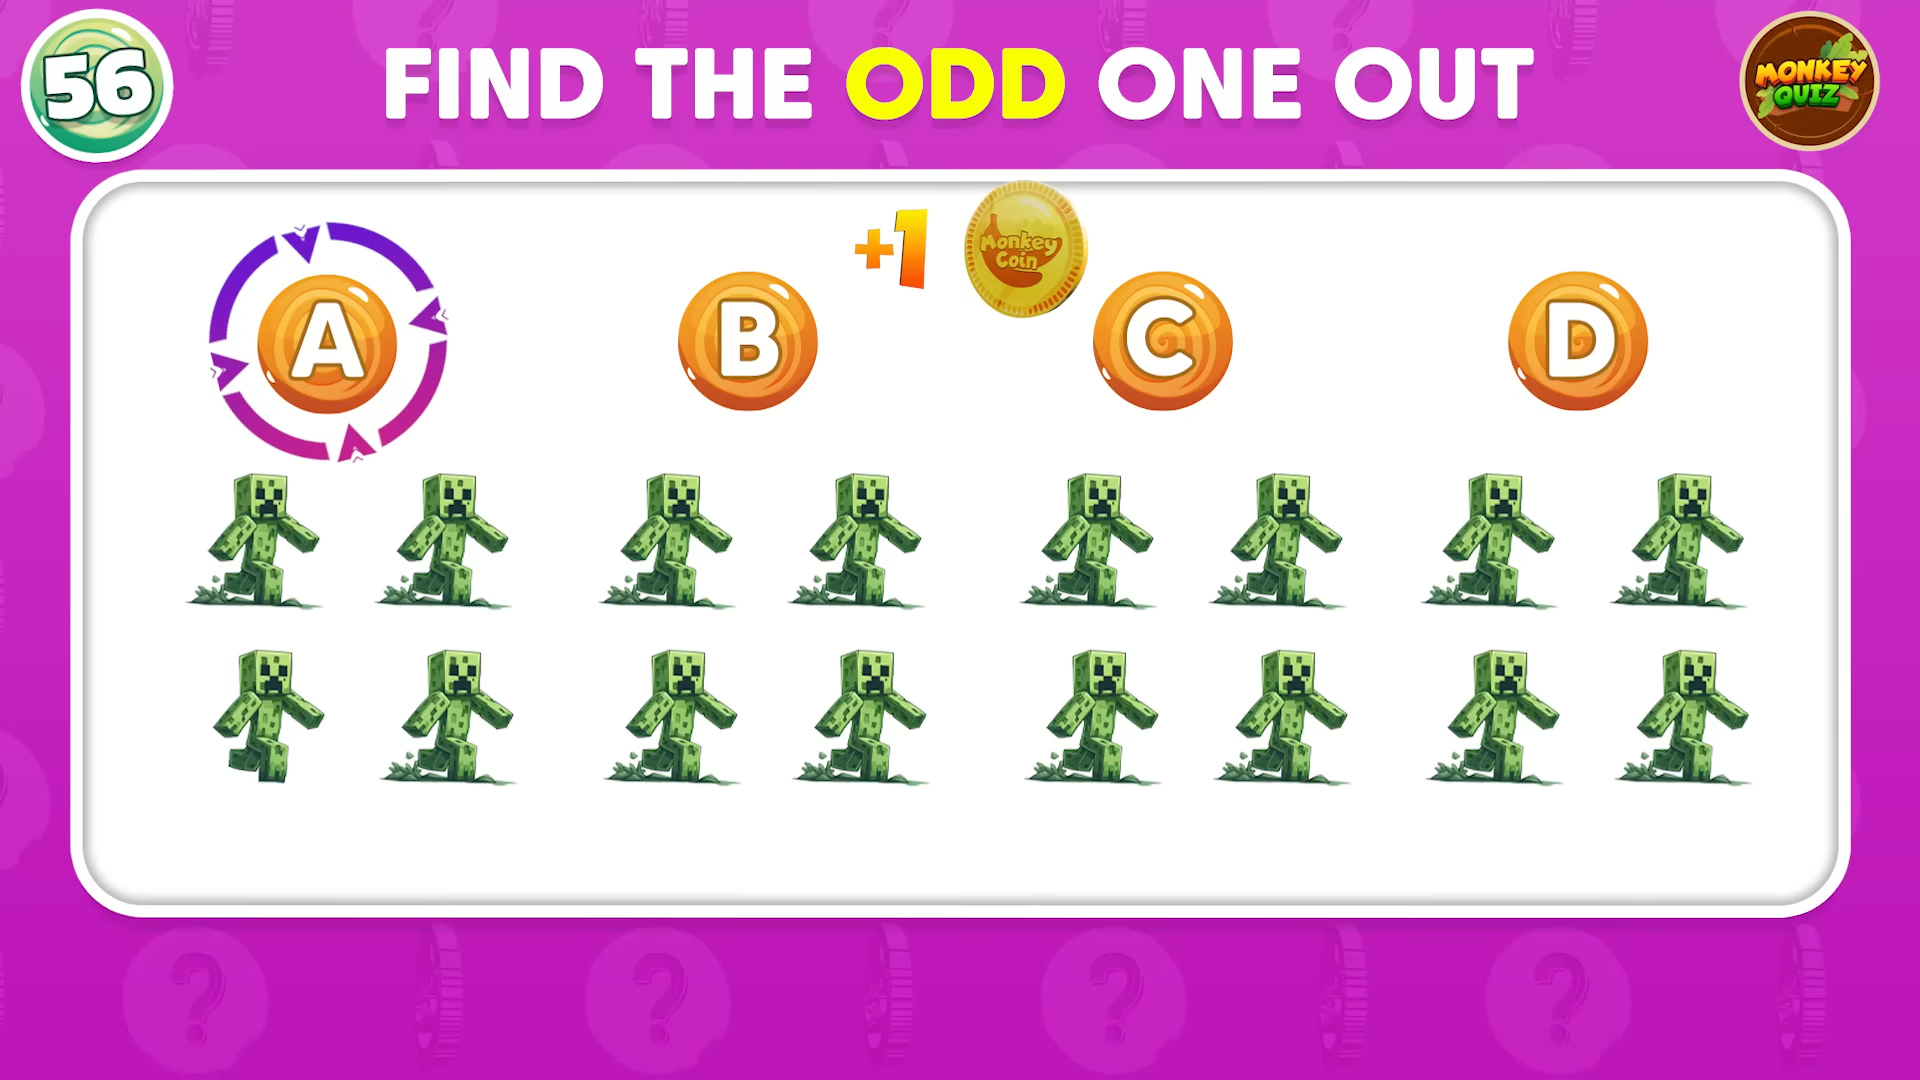 56
FIND THE ODD ONE OUT
MONKEY
QUIZ
+1
Monkey
Coin
A
B
C
D
?
?
?
?